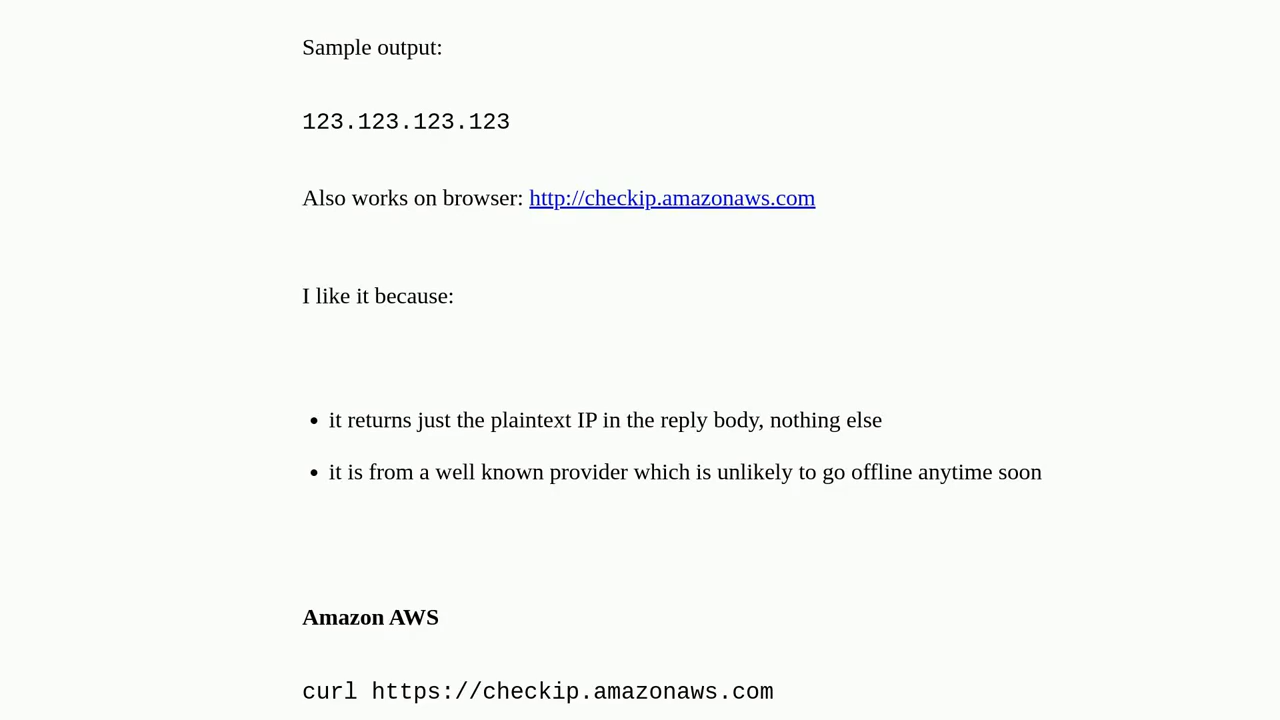 Sample output:
123.123.123.123
Also works on browser: http://checkip.amazonaws.com
I like it because:
• it returns just the plaintext IP in the reply body, nothing else
• it is from a well known provider which is unlikely to go offline anytime soon
Amazon AWS
curl https://checkip.amazonaws.com